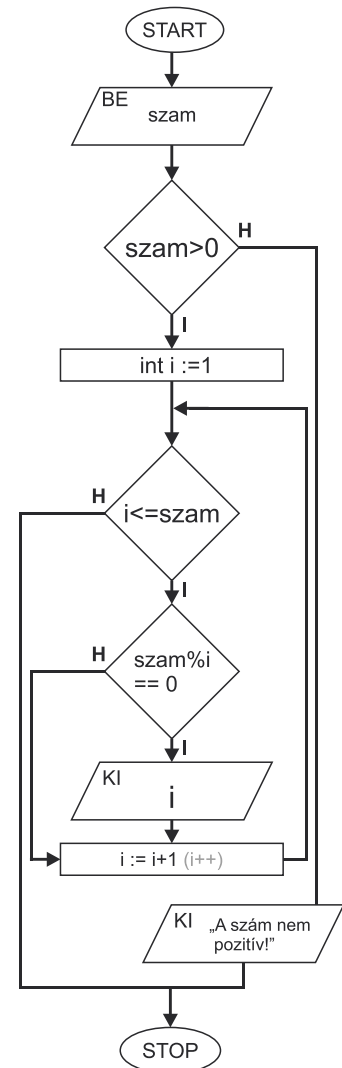 START
BE
szam
szam>0
H
I
int i :=1
H
i<=szam
I
H
szam%i
== 0
I
KI
i
i := i+1 (i++)
KI
„A szám nem
pozitív!”
STOP